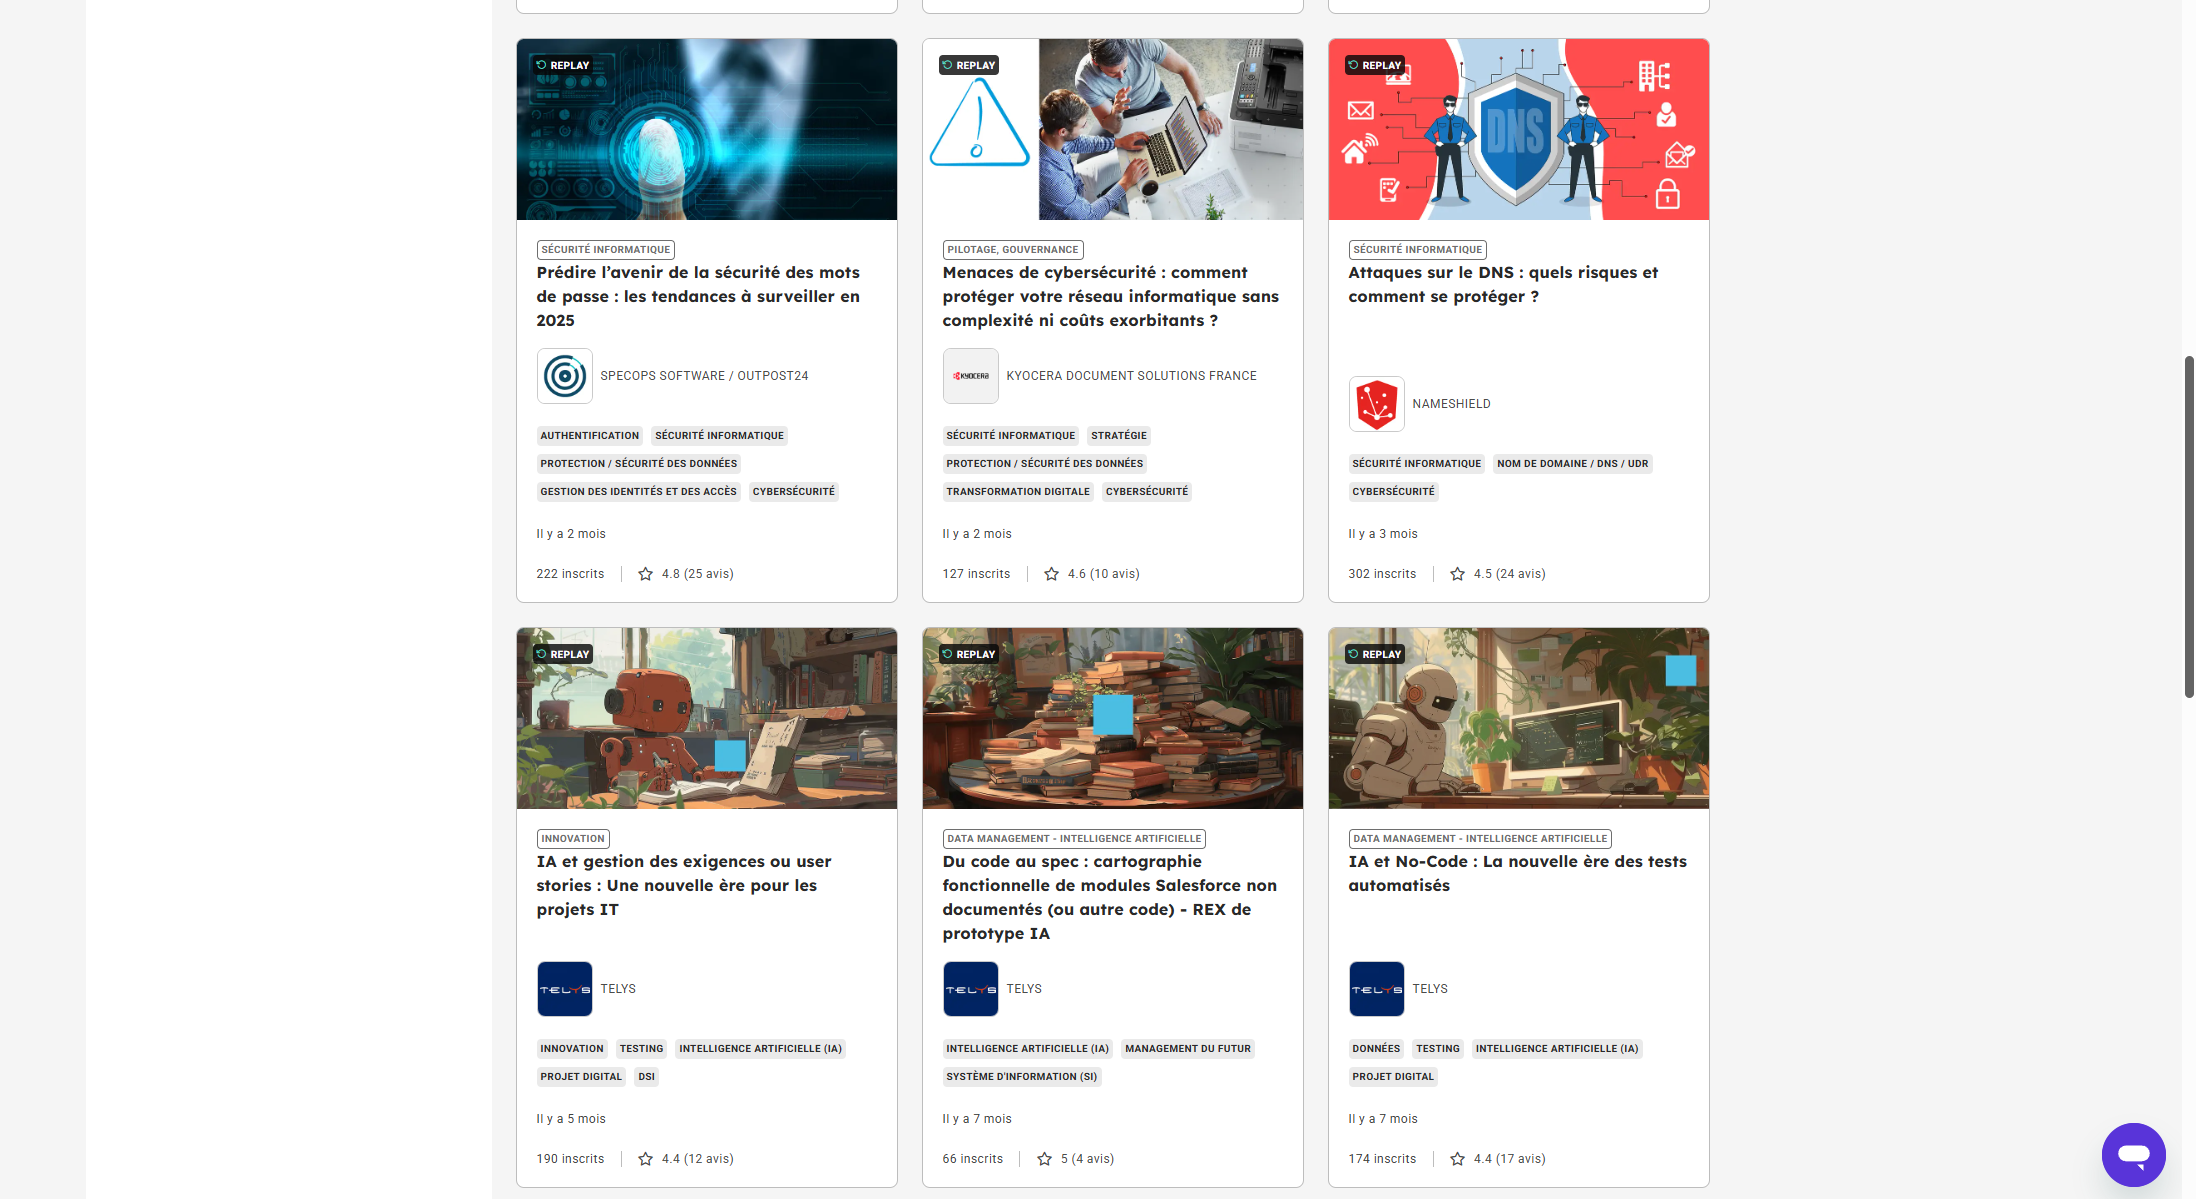 REPLAY
SÉCURITÉ INFORMATIQUE
Prédire l’avenir de la sécurité des mots
de passe : les tendances à surveiller en
2025
SPECOPS SOFTWARE / OUTPOST24
AUTHENTIFICATION SÉCURITÉ INFORMATIQUE
PROTECTION / SÉCURITÉ DES DONNÉES
GESTION DES IDENTITÉS ET DES ACCÈS CYBERSÉCURITÉ
Il y a 2 mois
222 inscrits 4.8 (25 avis)
REPLAY
PILOTAGE, GOUVERNANCE
Menaces de cybersécurité : comment
protéger votre réseau informatique sans
complexité ni coûts exorbitants ?
KYOCERA
KYOCERA DOCUMENT SOLUTIONS FRANCE
SÉCURITÉ INFORMATIQUE STRATÉGIE
PROTECTION / SÉCURITÉ DES DONNÉES
TRANSFORMATION DIGITALE CYBERSÉCURITÉ
Il y a 2 mois
127 inscrits 4.6 (10 avis)
REPLAY
DNS
SÉCURITÉ INFORMATIQUE
Attaques sur le DNS : quels risques et
comment se protéger ?
NAMESHIELD
SÉCURITÉ INFORMATIQUE NOM DE DOMAINE / DNS / UDR
CYBERSÉCURITÉ
Il y a 3 mois
302 inscrits 4.5 (24 avis)
REPLAY
INNOVATION
IA et gestion des exigences ou user
stories : Une nouvelle ère pour les
projets IT
TELYS
TELYS
INNOVATION TESTING INTELLIGENCE ARTIFICIELLE (IA)
PROJET DIGITAL DSI
Il y a 5 mois
190 inscrits 4.4 (12 avis)
REPLAY
DATA MANAGEMENT - INTELLIGENCE ARTIFICIELLE
Du code au spec : cartographie
fonctionnelle de modules Salesforce non
documentés (ou autre code) - REX de
prototype IA
TELYS
TELYS
INTELLIGENCE ARTIFICIELLE (IA) MANAGEMENT DU FUTUR
SYSTÈME D'INFORMATION (SI)
Il y a 7 mois
66 inscrits 5 (4 avis)
REPLAY
DATA MANAGEMENT - INTELLIGENCE ARTIFICIELLE
IA et No-Code : La nouvelle ère des tests
automatisés
TELYS
TELYS
DONNÉES TESTING INTELLIGENCE ARTIFICIELLE (IA)
PROJET DIGITAL
Il y a 7 mois
174 inscrits 4.4 (17 avis)